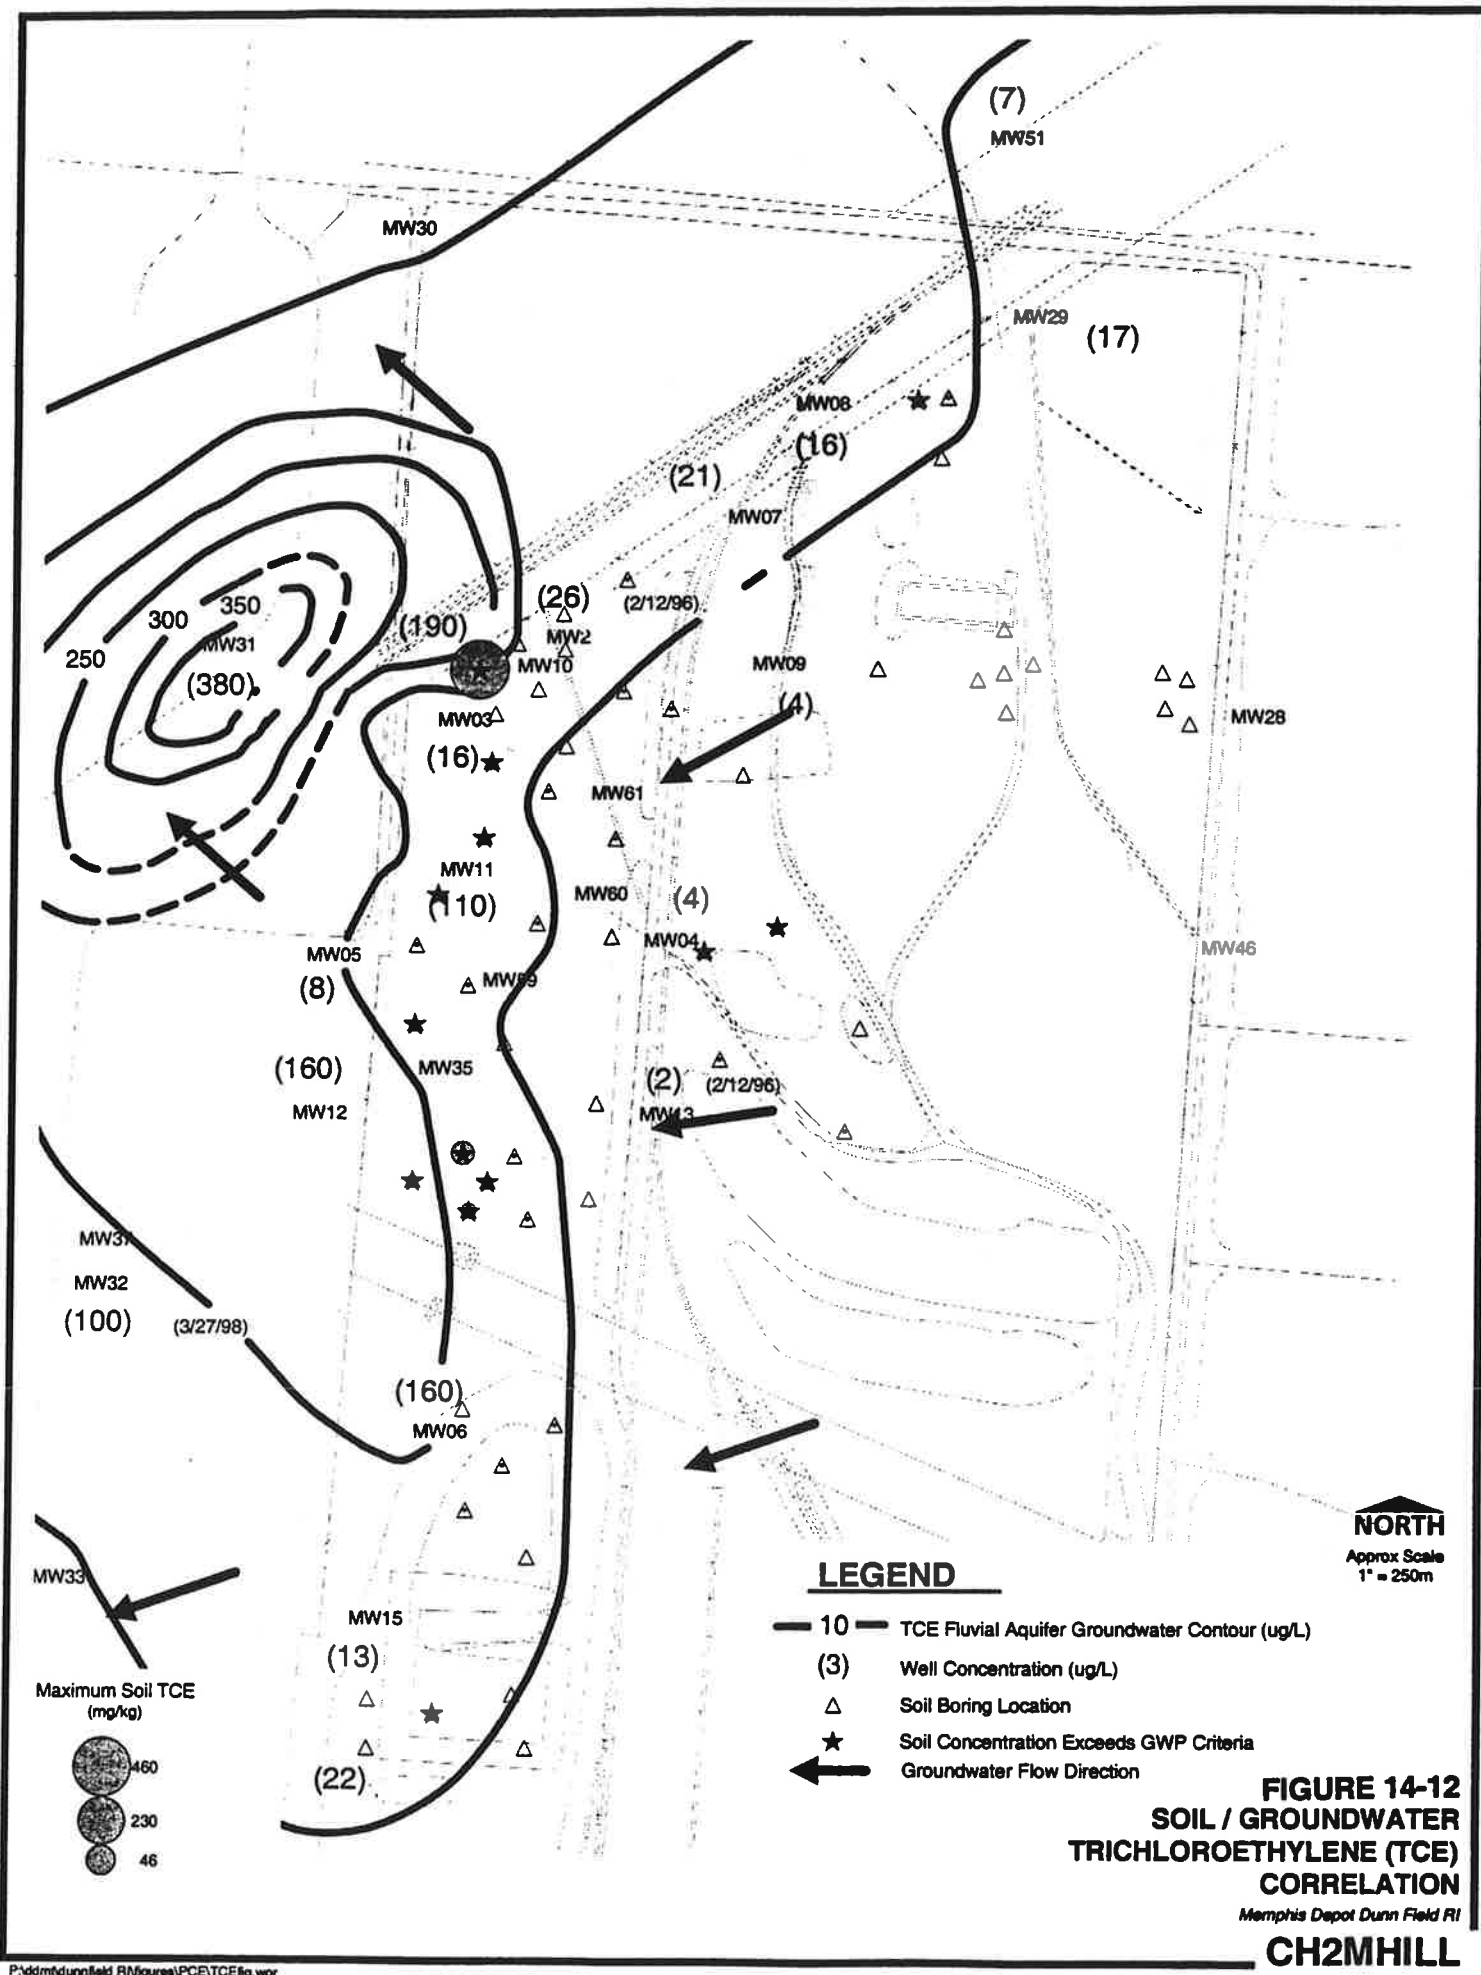 (7)
MW51
MW30
MW29
(17)
MW08
(16)
(21)
MW07
350
300
MW31
250
(380)
(190)
(26)
(2/12/96)
MW2
MW10
MW09
(4)
MW28
MW03
(16)
MW61
MW11
(110)
MW60
(4)
MW04
MW46
MW05
(8)
(160)
MW12
MW35
(2)
(2/12/96)
MW13
MW32
(100)
(3/27/98)
(160)
MW06
MW33
MW15
(13)
(22)
NORTH
Approx Scale
1" = 250m
LEGEND
10 TCE Fluvial Aquifer Groundwater Contour (ug/L)
(3) Well Concentration (ug/L)
Soil Boring Location
Soil Concentration Exceeds GWP Criteria
Groundwater Flow Direction
Maximum Soil TCE
(mg/kg)
460
230
46
FIGURE 14-12
SOIL / GROUNDWATER
TRICHLOROETHYLENE (TCE)
CORRELATION
Memphis Depot Dunn Field RI
CH2MHILL